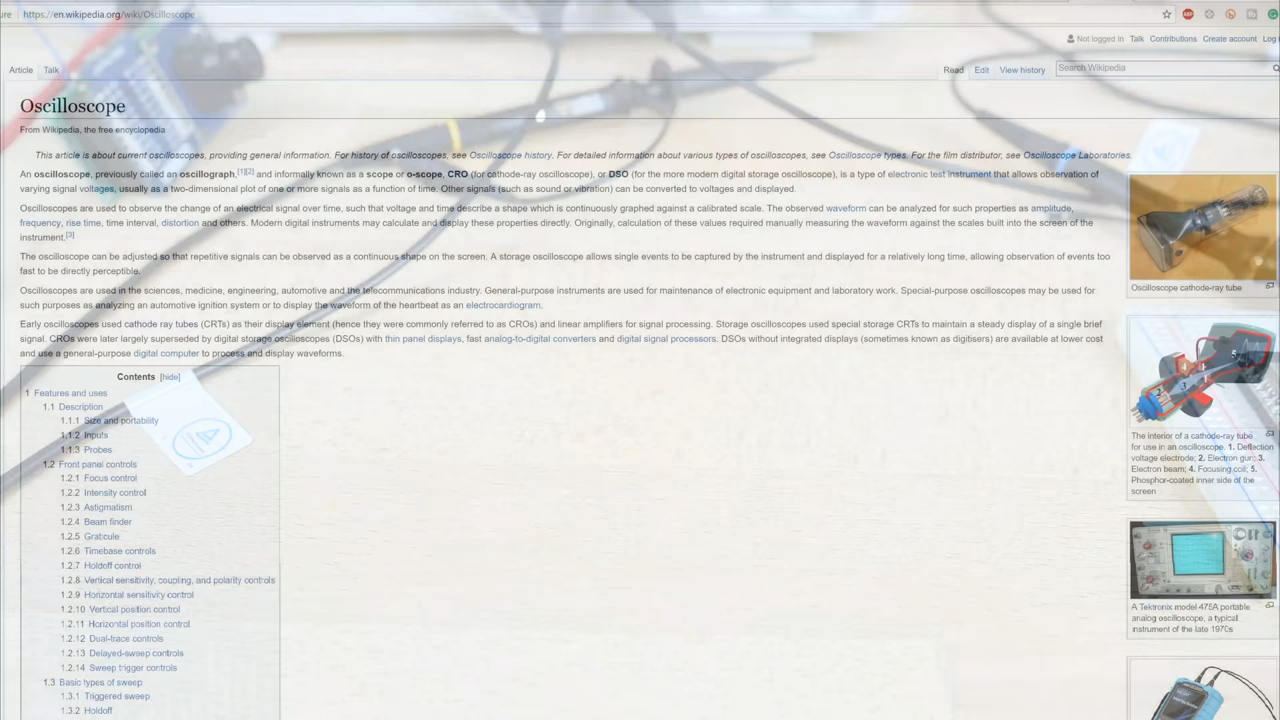 https://en.wikipedia.org/wiki/Oscilloscope
Not logged in Talk Contributions Create account Log
Article Talk
Read Edit View history Search Wikipedia
Oscilloscope
From Wikipedia, the free encyclopedia
This article is about current oscilloscopes, providing general information. For history of oscilloscopes, see Oscilloscope history. For detailed information about various types of oscilloscopes, see Oscilloscope types. For the film distributor, see Oscilloscope Laboratories.
An oscilloscope, previously called an oscillograph,[1][2] and informally known as a scope or o-scope, CRO (for cathode-ray oscilloscope), or DSO (for the more modern digital storage oscilloscope), is a type of electronic test instrument that allows observation of
varying signal voltages, usually as a two-dimensional plot of one or more signals as a function of time. Other signals (such as sound or vibration) can be converted to voltages and displayed.
Oscilloscopes are used to observe the change of an electrical signal over time, such that voltage and time describe a shape which is continuously graphed against a calibrated scale. The observed waveform can be analyzed for such properties as amplitude,
frequency, rise time, time interval, distortion and others. Modern digital instruments may calculate and display these properties directly. Originally, calculation of these values required manually measuring the waveform against the scales built into the screen of the
instrument.[3]
The oscilloscope can be adjusted so that repetitive signals can be observed as a continuous shape on the screen. A storage oscilloscope allows single events to be captured by the instrument and displayed for a relatively long time, allowing observation of events too
fast to be directly perceptible.
Oscilloscopes are used in the sciences, medicine, engineering, automotive and the telecommunications industry. General-purpose instruments are used for maintenance of electronic equipment and laboratory work. Special-purpose oscilloscopes may be used for
such purposes as analyzing an automotive ignition system or to display the waveform of the heartbeat as an electrocardiogram.
Early oscilloscopes used cathode ray tubes (CRTs) as their display element (hence they were commonly referred to as CROs) and linear amplifiers for signal processing. Storage oscilloscopes used special storage CRTs to maintain a steady display of a single brief
signal. CROs were later largely superseded by digital storage oscilloscopes (DSOs) with thin panel displays, fast analog-to-digital converters and digital signal processors. DSOs without integrated displays (sometimes known as digitisers) are available at lower cost
and use a general-purpose digital computer to process and display waveforms.
Contents [hide]
1 Features and uses
1.1 Description
1.1.1 Size and portability
1.1.2 Inputs
1.1.3 Probes
1.2 Front panel controls
1.2.1 Focus control
1.2.2 Intensity control
1.2.3 Astigmatism
1.2.4 Beam finder
1.2.5 Graticule
1.2.6 Timebase controls
1.2.7 Holdoff control
1.2.8 Vertical sensitivity, coupling, and polarity controls
1.2.9 Horizontal sensitivity control
1.2.10 Vertical position control
1.2.11 Horizontal position control
1.2.12 Dual-trace controls
1.2.13 Delayed-sweep controls
1.2.14 Sweep trigger controls
1.3 Basic types of sweep
1.3.1 Triggered sweep
1.3.2 Holdoff
Oscilloscope cathode-ray tube
The interior of a cathode-ray tube
for use in an oscilloscope. 1. Deflection
voltage electrode; 2. Electron gun; 3.
Electron beam; 4. Focusing coil; 5.
Phosphor-coated inner side of the
screen
A Tektronix model 475A portable
analog oscilloscope, a typical
instrument of the late 1970s